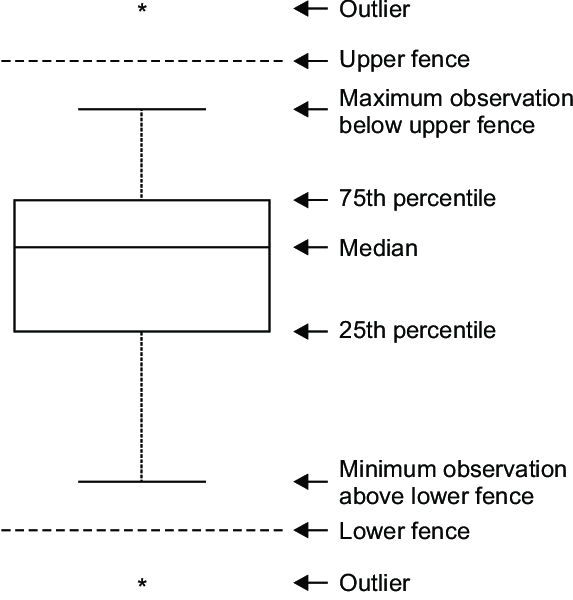 * Outlier
Upper fence
Maximum observation
below upper fence
75th percentile
Median
25th percentile
Minimum observation
above lower fence
Lower fence
* Outlier